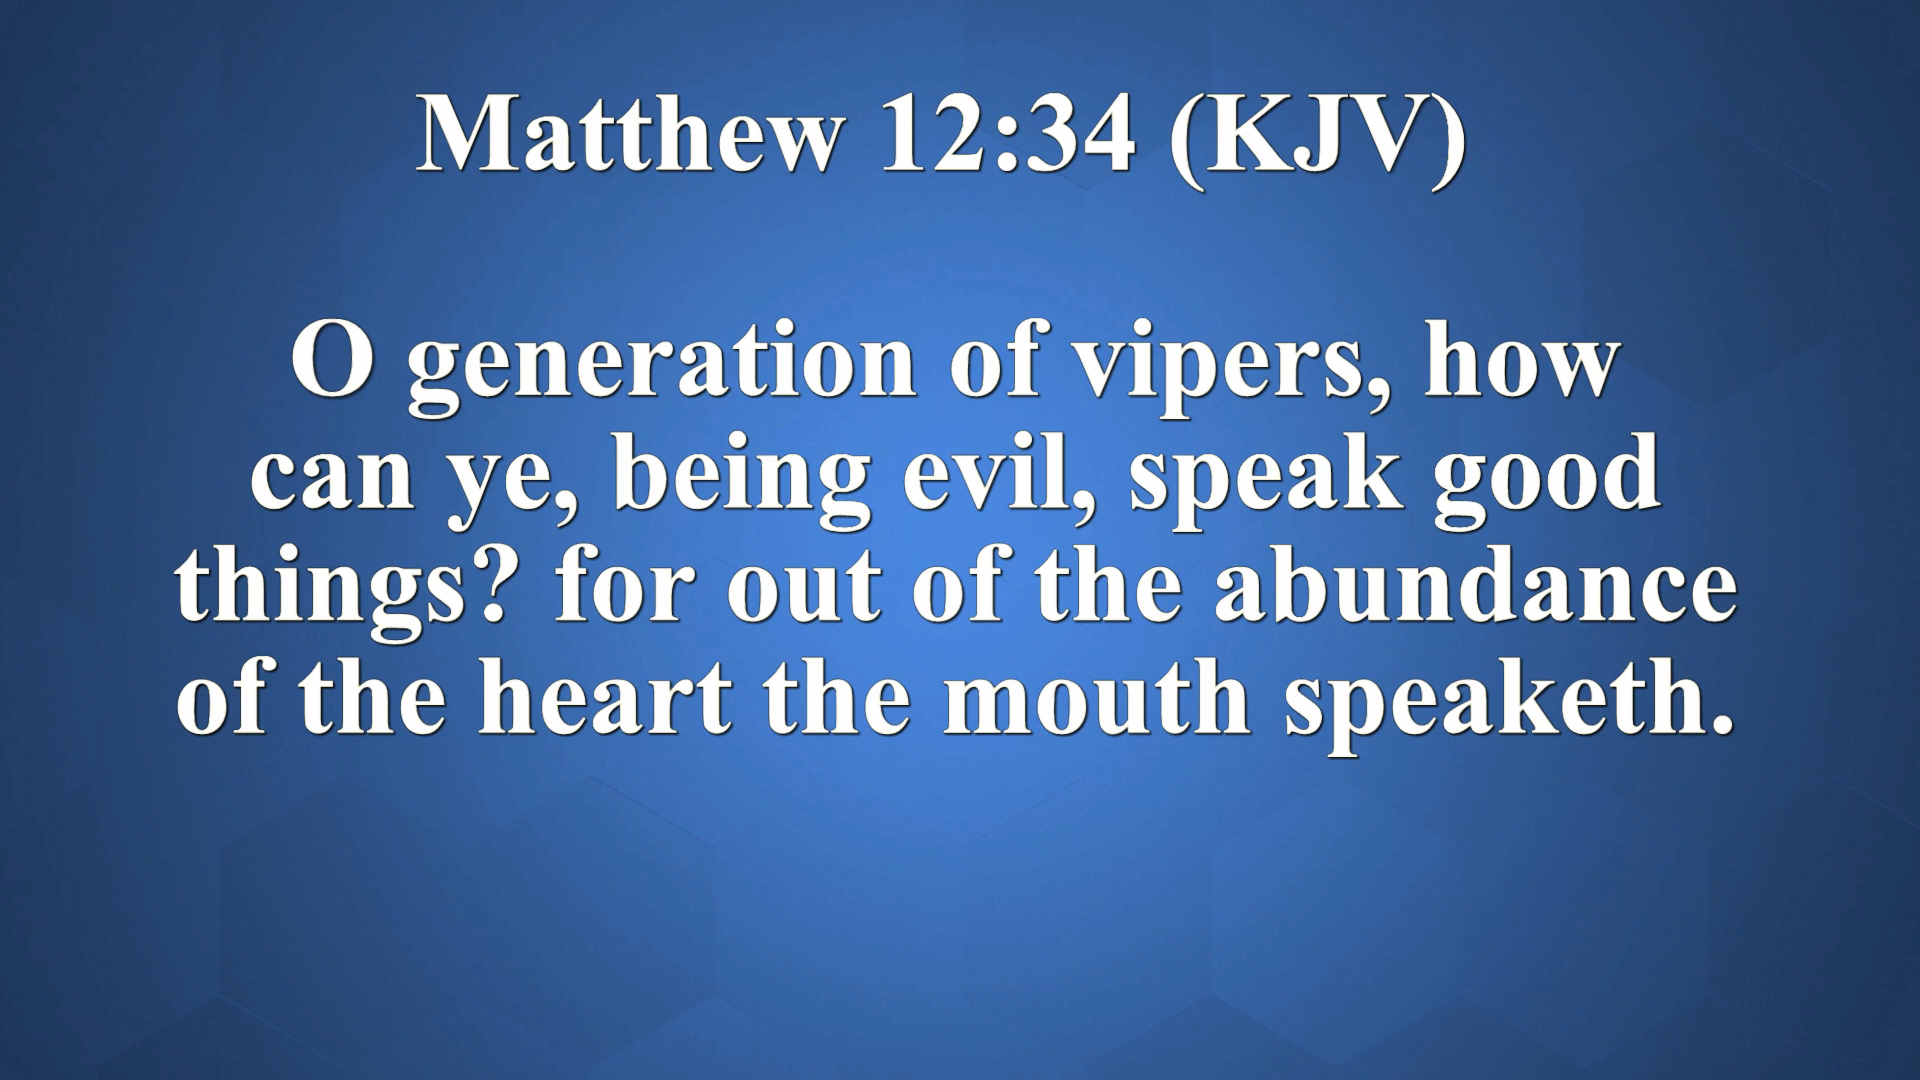 Matthew 12:34 (KJV)
O generation of vipers, how
can ye, being evil, speak good
things? for out of the abundance
of the heart the mouth speaketh.